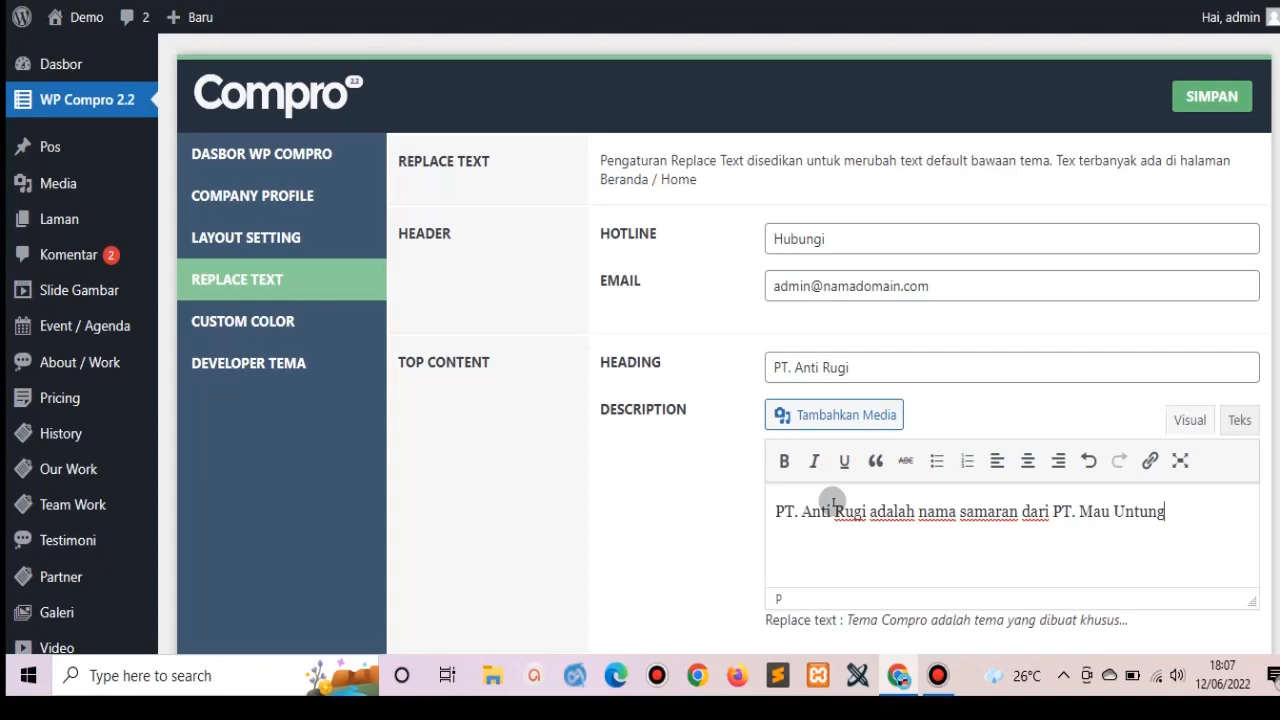 Demo 2 Baru Hai, admin
Dasbor
WP Compro 2.2
Pos
Media
Laman
Komentar 2
Slide Gambar
Event / Agenda
About / Work
Pricing
History
Our Work
Team Work
Testimoni
Partner
Galeri
Video
Compro 2.2
SIMPAN
DASBOR WP COMPRO
COMPANY PROFILE
LAYOUT SETTING
REPLACE TEXT
CUSTOM COLOR
DEVELOPER TEMA
REPLACE TEXT
Pengaturan Replace Text disedikan untuk merubah text default bawaan tema. Tex terbanyak ada di halaman
Beranda / Home
HEADER
HOTLINE
Hubungi
EMAIL
admin@namadomain.com
TOP CONTENT
HEADING
PT. Anti Rugi
DESCRIPTION
Tambahkan Media
Visual Teks
B I U ABC
PT. Anti Rugi adalah nama samaran dari PT. Mau Untung
P
Replace text : Tema Compro adalah tema yang dibuat khusus...
Type here to search
26°C
18:07
12/06/2022